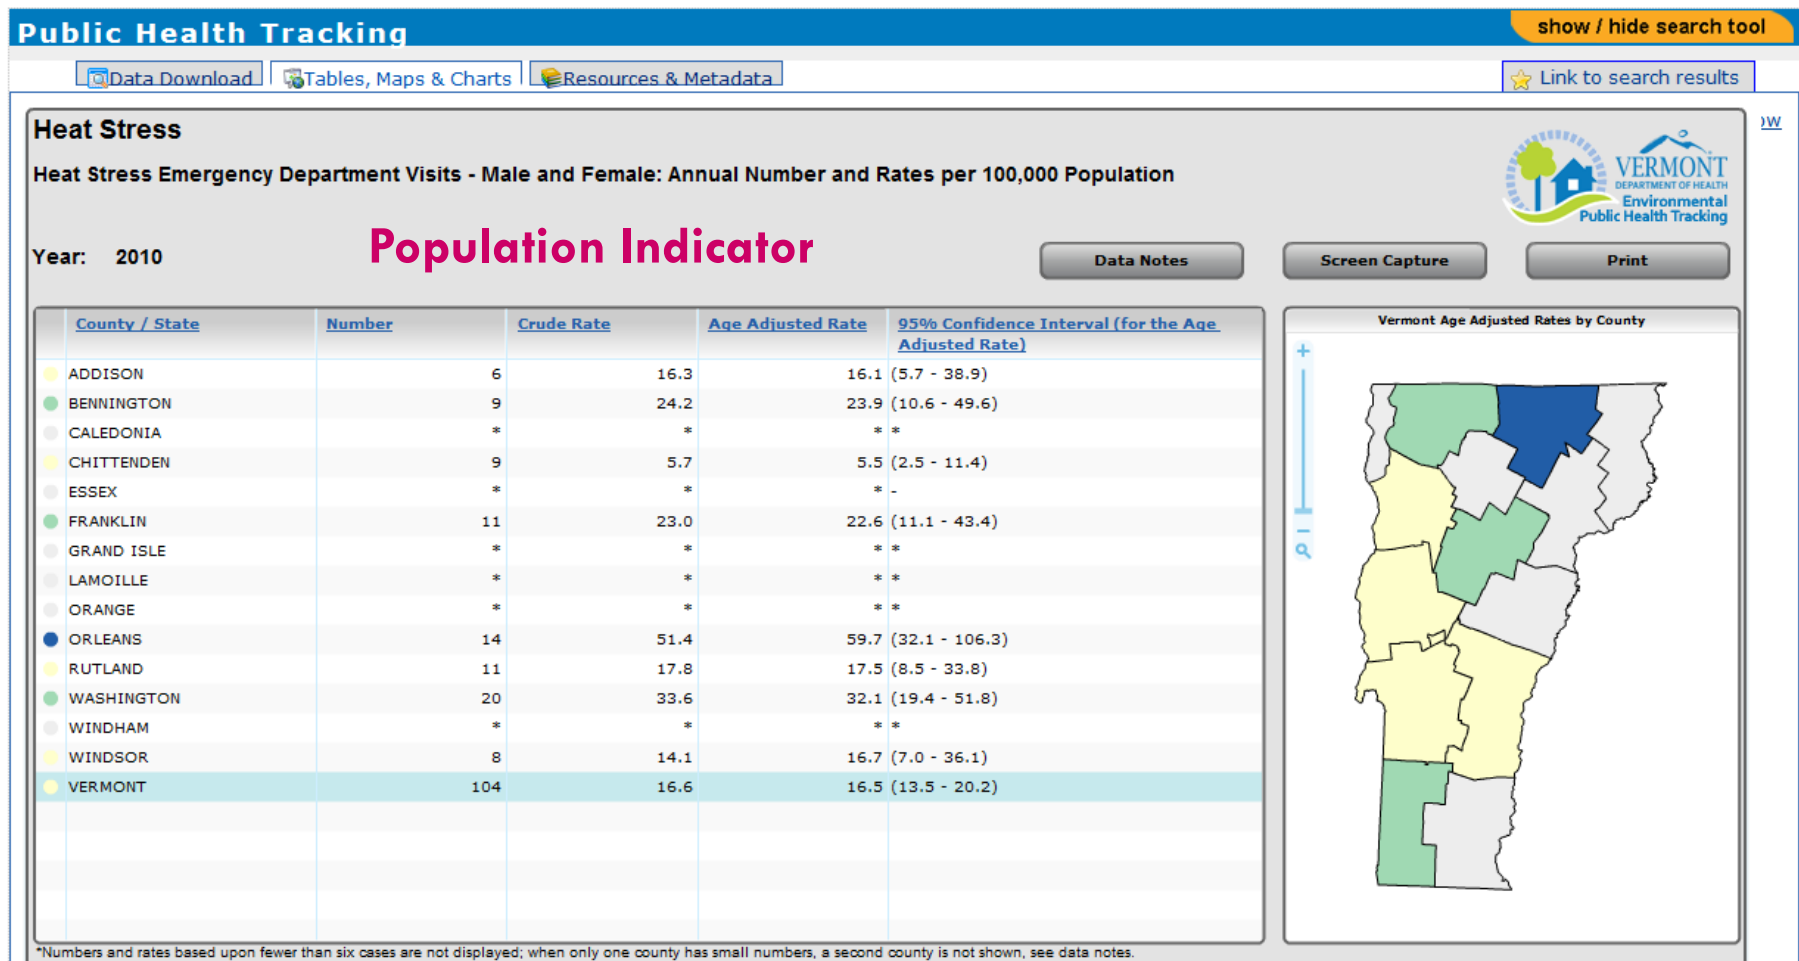 Public Health Tracking
show / hide search tool
Data Download
Tables, Maps & Charts
Resources & Metadata
Link to search results
ow
Heat Stress
Heat Stress Emergency Department Visits - Male and Female: Annual Number and Rates per 100,000 Population
VERMONT
DEPARTMENT OF HEALTH
Environmental
Public Health Tracking
Year: 2010
Population Indicator
Data Notes
Screen Capture
Print
County / State Number Crude Rate Age Adjusted Rate 95% Confidence Interval (for the Age
Adjusted Rate)
ADDISON 6 16.3 16.1 (5.7 - 38.9)
BENNINGTON 9 24.2 23.9 (10.6 - 49.6)
CALEDONIA * * * *
CHITTENDEN 9 5.7 5.5 (2.5 - 11.4)
ESSEX * * * -
FRANKLIN 11 23.0 22.6 (11.1 - 43.4)
GRAND ISLE * * * *
LAMOILLE * * * *
ORANGE * * * *
ORLEANS 14 51.4 59.7 (32.1 - 106.3)
RUTLAND 11 17.8 17.5 (8.5 - 33.8)
WASHINGTON 20 33.6 32.1 (19.4 - 51.8)
WINDHAM * * * *
WINDSOR 8 14.1 16.7 (7.0 - 36.1)
VERMONT 104 16.6 16.5 (13.5 - 20.2)
Vermont Age Adjusted Rates by County
*Numbers and rates based upon fewer than six cases are not displayed; when only one county has small numbers, a second county is not shown, see data notes.